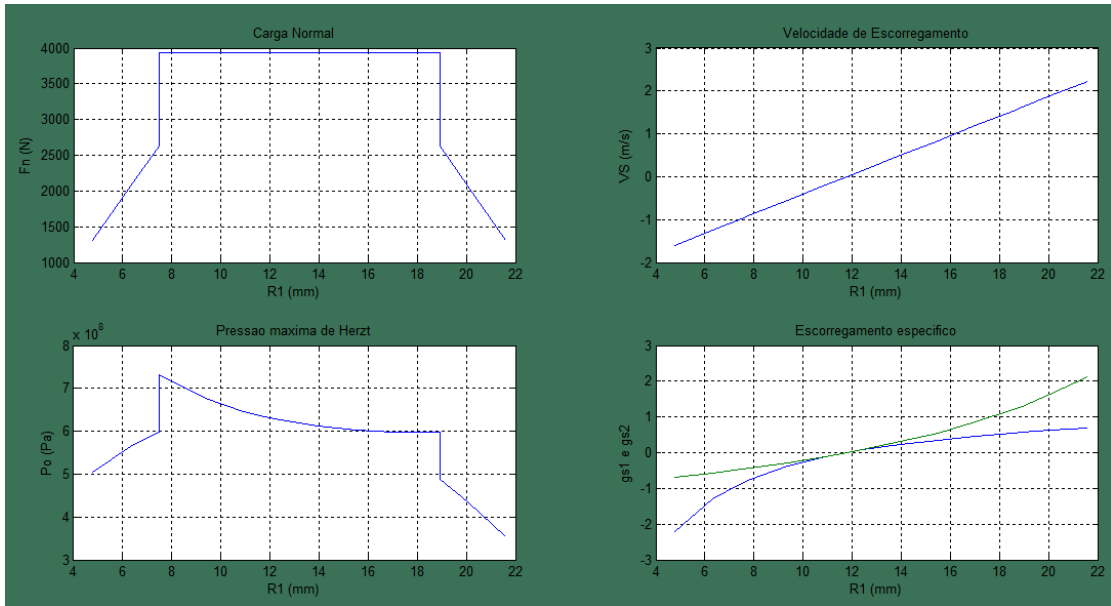 Carga Normal
4000
3500
3000
2500
2000
1500
1000
Fn (N)
4 6 8 10 12 14 16 18 20 22
R1 (mm)
Velocidade de Escorregamento
3
2
1
0
-1
-2
VS (m/s)
4 6 8 10 12 14 16 18 20 22
R1 (mm)
Pressao maxima de Herzt
x 10^8
8
7
6
5
4
3
Po (Pa)
4 6 8 10 12 14 16 18 20 22
R1 (mm)
Escorregamento especifico
3
2
1
0
-1
-2
-3
gs1 e gs2
4 6 8 10 12 14 16 18 20 22
R1 (mm)